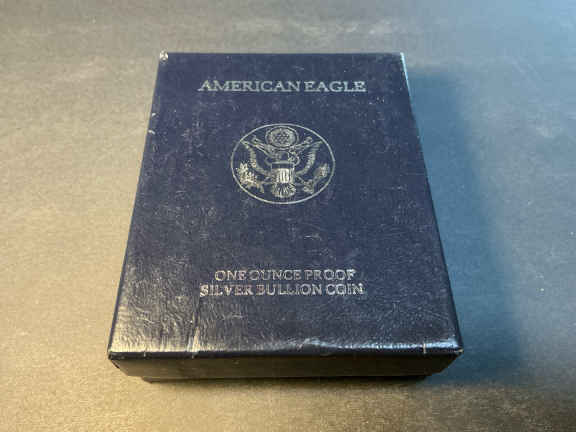 AMERICAN EAGLE
ONE OUNCE PROOF
SILVER BULLION COIN